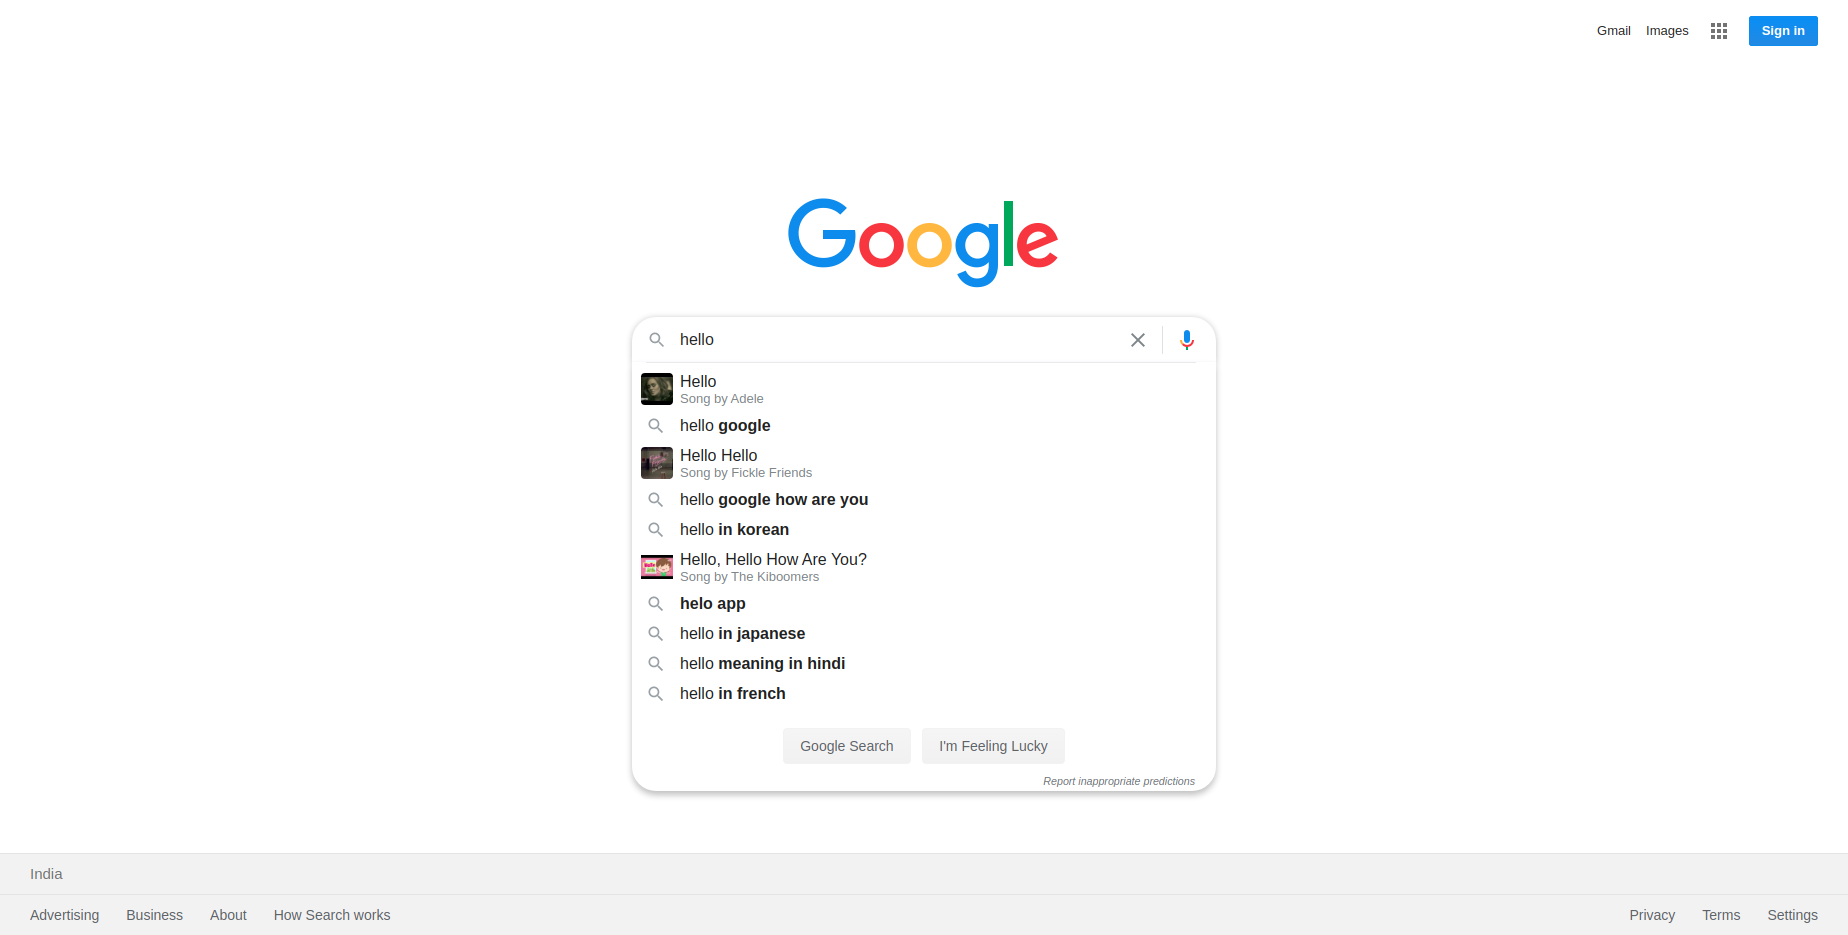 Gmail Images Sign in
Google
hello
Hello
Song by Adele
hello google
Hello Hello
Song by Fickle Friends
hello google how are you
hello in korean
Hello, Hello How Are You?
Song by The Kiboomers
helo app
hello in japanese
hello meaning in hindi
hello in french
Google Search I'm Feeling Lucky
Report inappropriate predictions
India
Advertising Business About How Search works Privacy Terms Settings